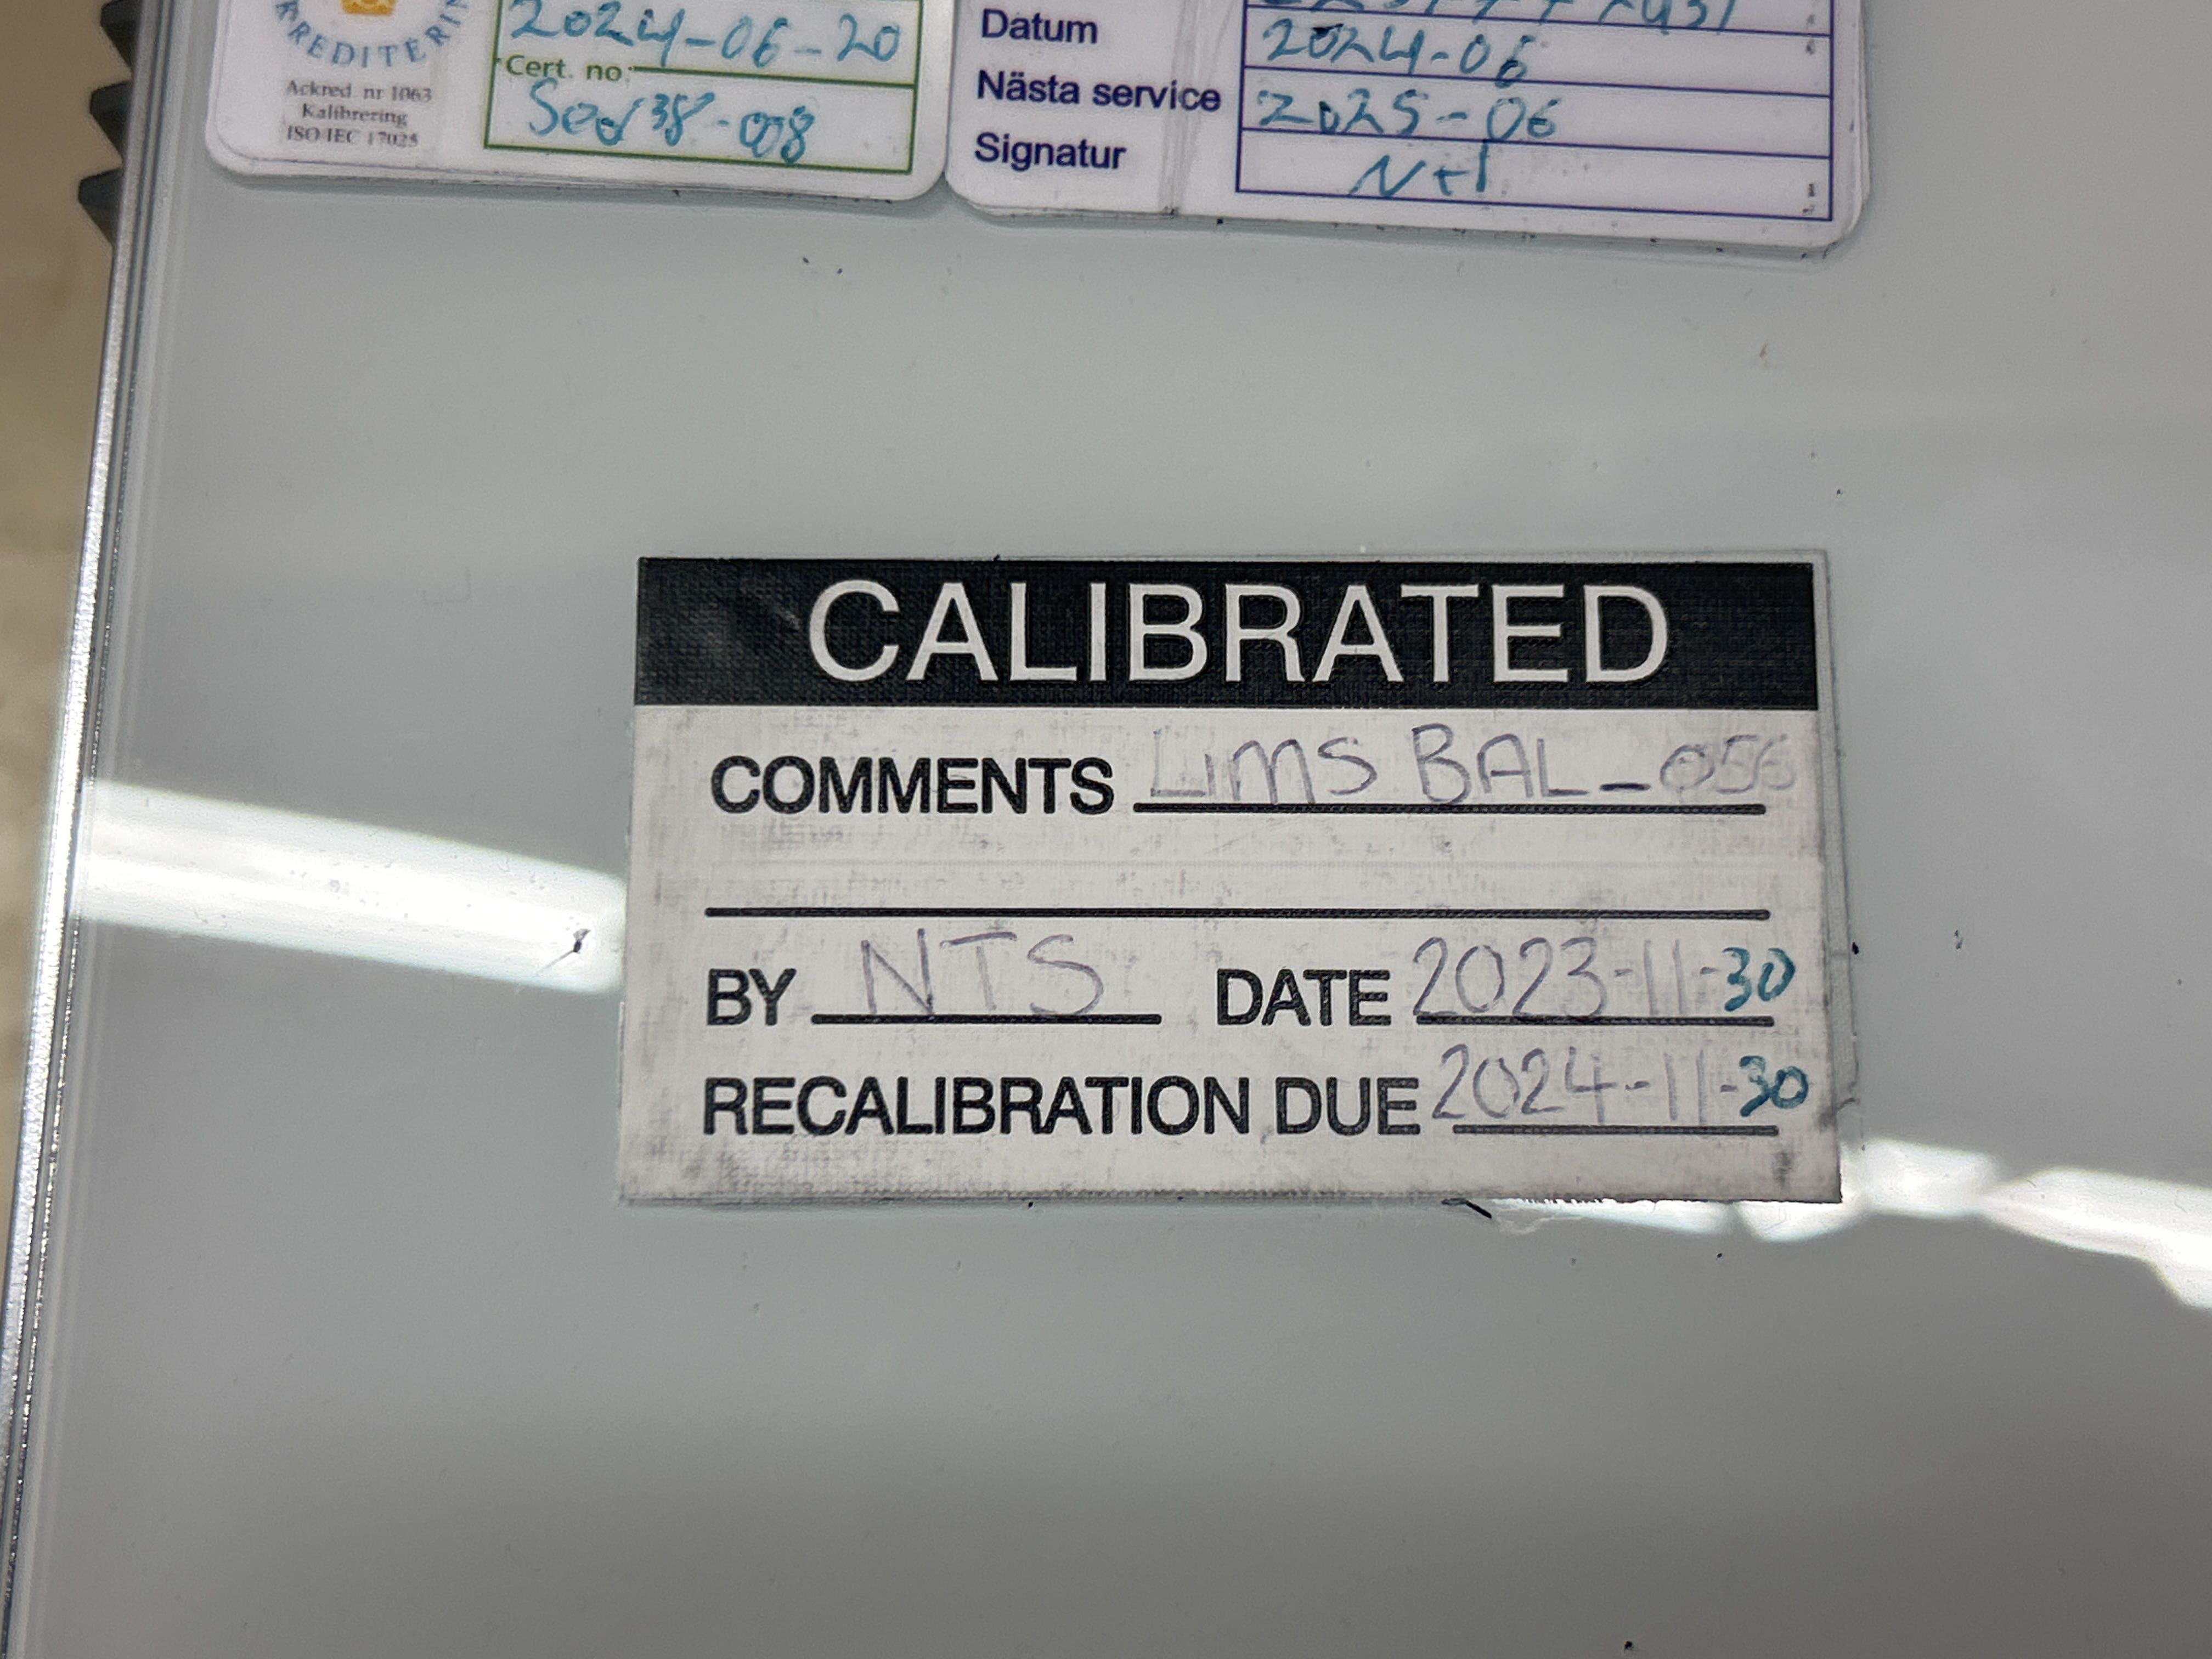 2024-06-20
Cert. no:
Ackred. nr 1063
Kalibrering
ISO/IEC 17025
Datum 2024-06
Nästa service 2025-06
Signatur
CALIBRATED
COMMENTS LIMS BAL-056
BY NTS DATE 2023-11-30
RECALIBRATION DUE 2024-11-30